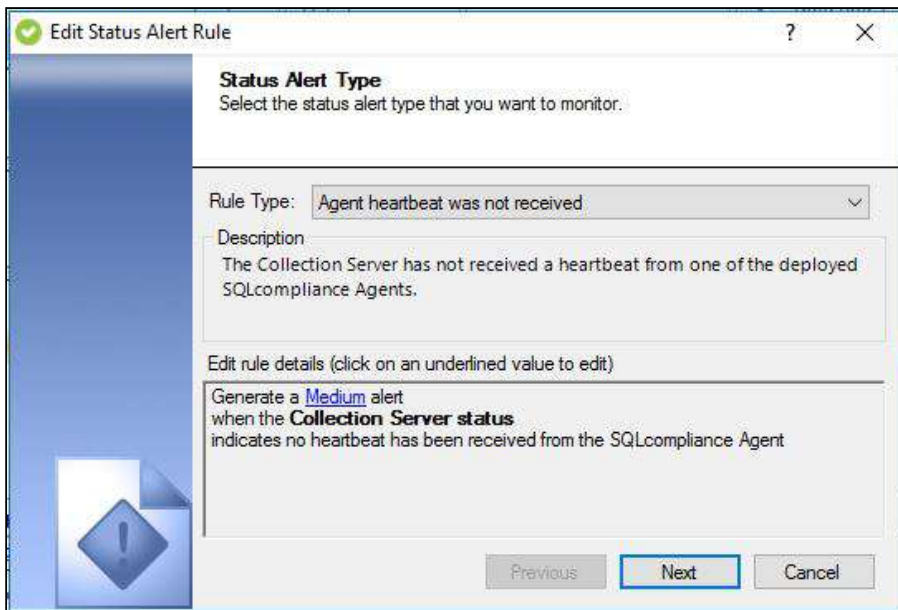 Edit Status Alert Rule
?
Status Alert Type
Select the status alert type that you want to monitor.
Rule Type: Agent heartbeat was not received
Description
The Collection Server has not received a heartbeat from one of the deployed
SQLcompliance Agents.
Edit rule details (click on an underlined value to edit)
Generate a Medium alert
when the Collection Server status
indicates no heartbeat has been received from the SQLcompliance Agent
Previous Next Cancel